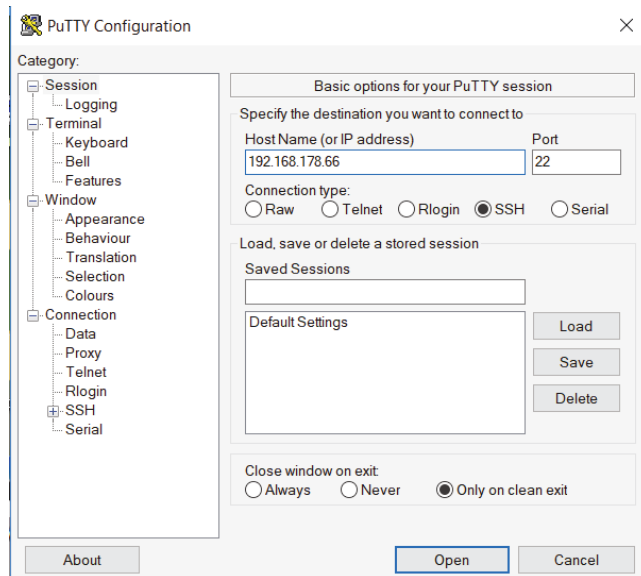 PuTTY Configuration
Category:
Session
Logging
Terminal
Keyboard
Bell
Features
Window
Appearance
Behaviour
Translation
Selection
Colours
Connection
Data
Proxy
Telnet
Rlogin
SSH
Serial
Basic options for your PuTTY session
Specify the destination you want to connect to
Host Name (or IP address) Port
192.168.178.66 22
Connection type:
Raw Telnet Rlogin SSH Serial
Load, save or delete a stored session
Saved Sessions
Default Settings
Load
Save
Delete
Close window on exit:
Always Never Only on clean exit
About Open Cancel